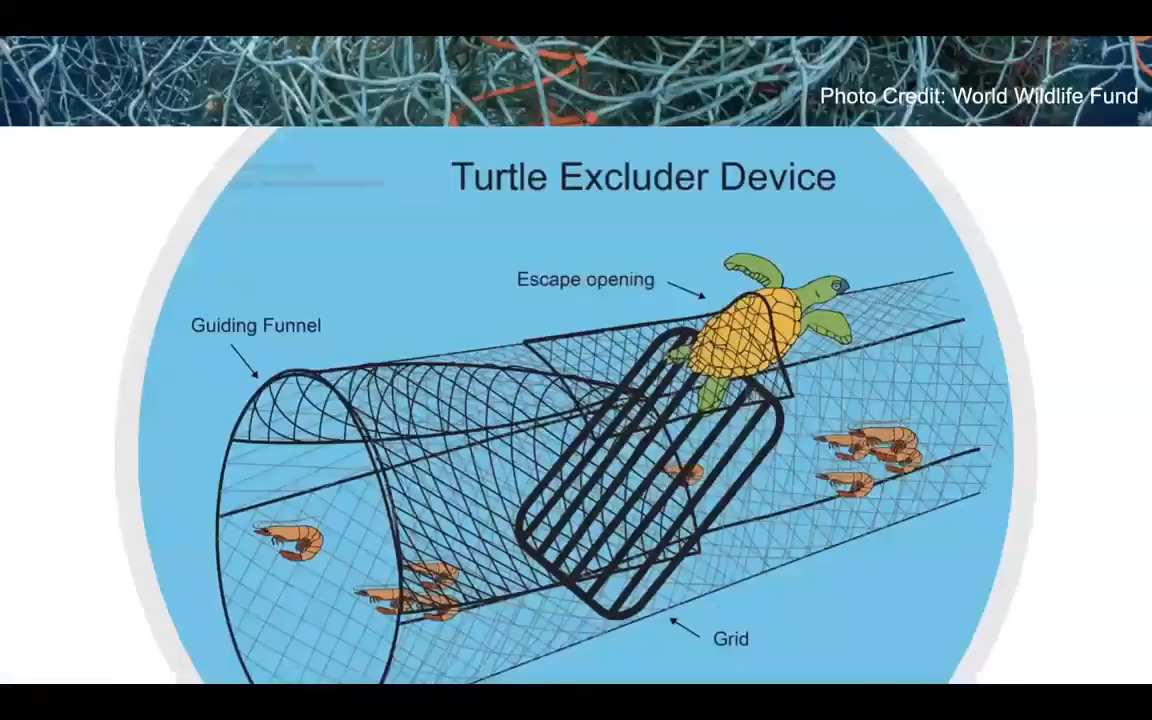 Photo Credit: World Wildlife Fund
Turtle Excluder Device
Escape opening
Guiding Funnel
Grid